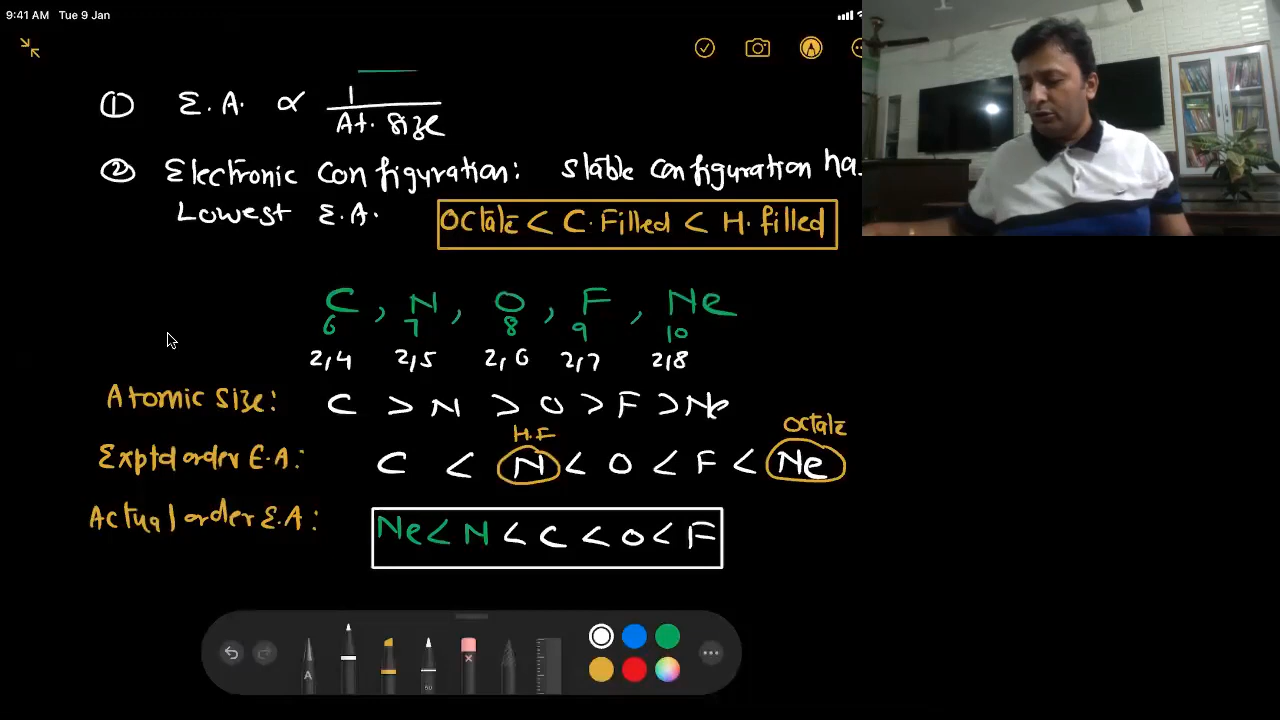 9:41 AM Tue 9 Jan
① E.A. ∝ 1 / At. Size
② Electronic Configuration: stable configuration ha
Lowest E.A.
Octate < C.Filled < H.filled
C, N, O, F, Ne
6 7 8 9 10
2,4 2,5 2,6 2,7 2,8
Atomic Size: C > N > O > F > Ne
H.F Octate
Exptd order E.A: C < N < O < F < Ne
Actual order E.A: Ne < N < C < O < F
A
50